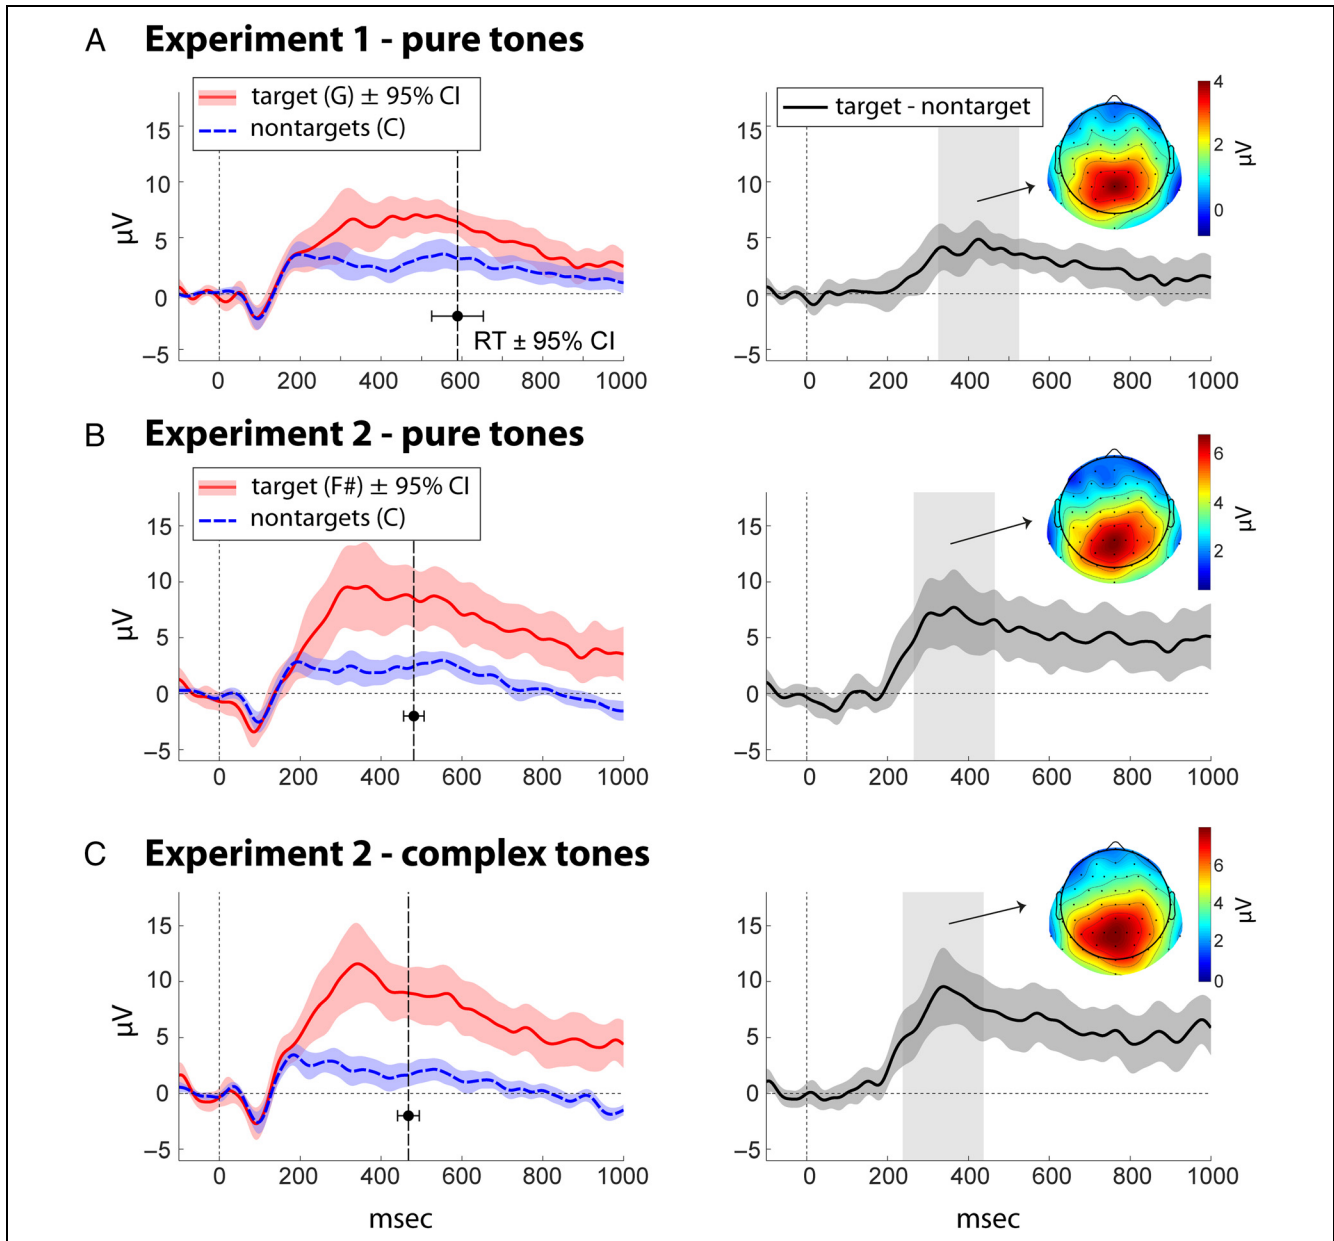 A Experiment 1 - pure tones
target (G) ± 95% CI
nontargets (C)
15
10
5
0
–5
µV
RT ± 95% CI
0 200 400 600 800 1000
target - nontarget
15
10
5
0
–5
0 200 400 600 800 1000
4
2
0
µV
B Experiment 2 - pure tones
target (F#) ± 95% CI
nontargets (C)
15
10
5
0
–5
µV
0 200 400 600 800 1000
15
10
5
0
–5
0 200 400 600 800 1000
6
4
2
µV
C Experiment 2 - complex tones
15
10
5
0
–5
µV
0 200 400 600 800 1000
msec
15
10
5
0
–5
0 200 400 600 800 1000
msec
6
4
2
0
µV